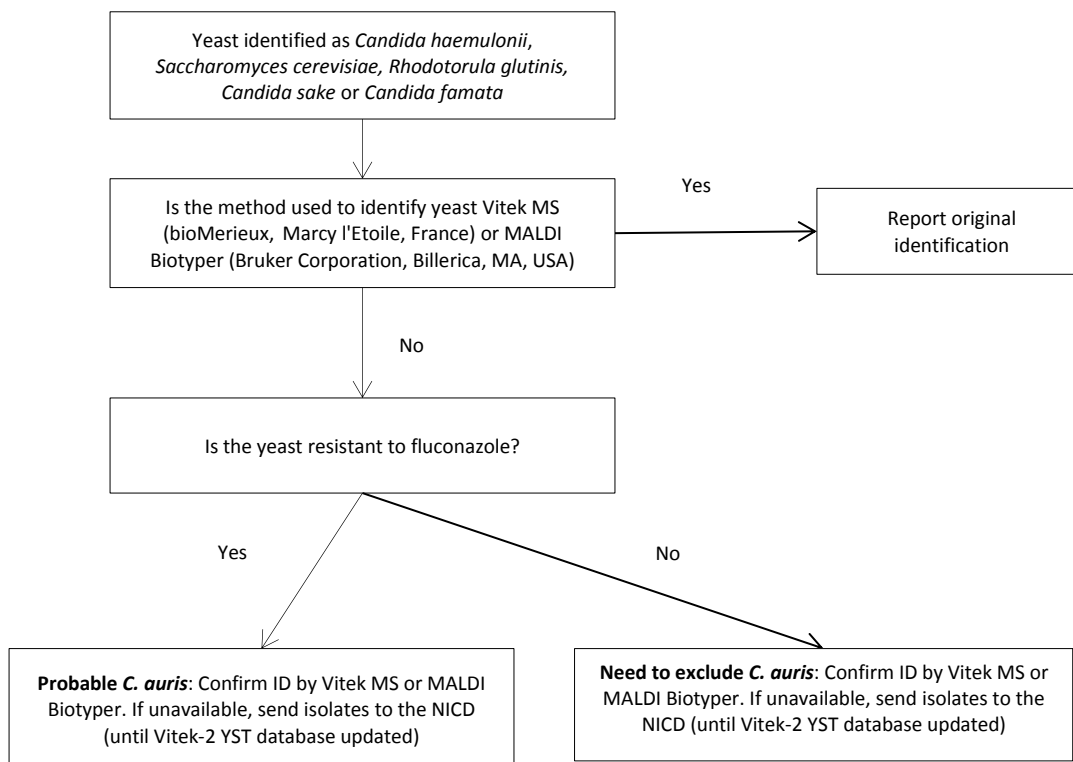 Yeast identified as Candida haemulonii,
Saccharomyces cerevisiae, Rhodotorula glutinis,
Candida sake or Candida famata
Is the method used to identify yeast Vitek MS
(bioMerieux, Marcy l'Etoile, France) or MALDI
Biotyper (Bruker Corporation, Billerica, MA, USA)
Yes
Report original
identification
No
Is the yeast resistant to fluconazole?
Yes
No
Probable C. auris: Confirm ID by Vitek MS or MALDI
Biotyper. If unavailable, send isolates to the NICD
(until Vitek-2 YST database updated)
Need to exclude C. auris: Confirm ID by Vitek MS or
MALDI Biotyper. If unavailable, send isolates to the
NICD (until Vitek-2 YST database updated)